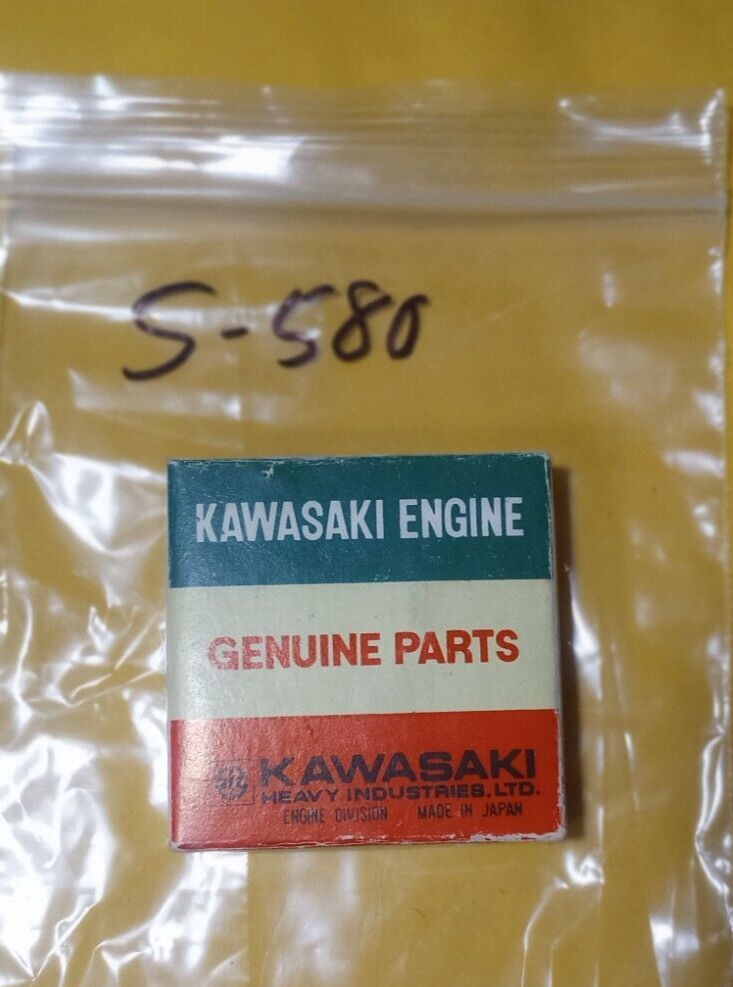 S-580
KAWASAKI ENGINE
GENUINE PARTS
KAWASAKI
HEAVY INDUSTRIES, LTD.
ENGINE DIVISION MADE IN JAPAN